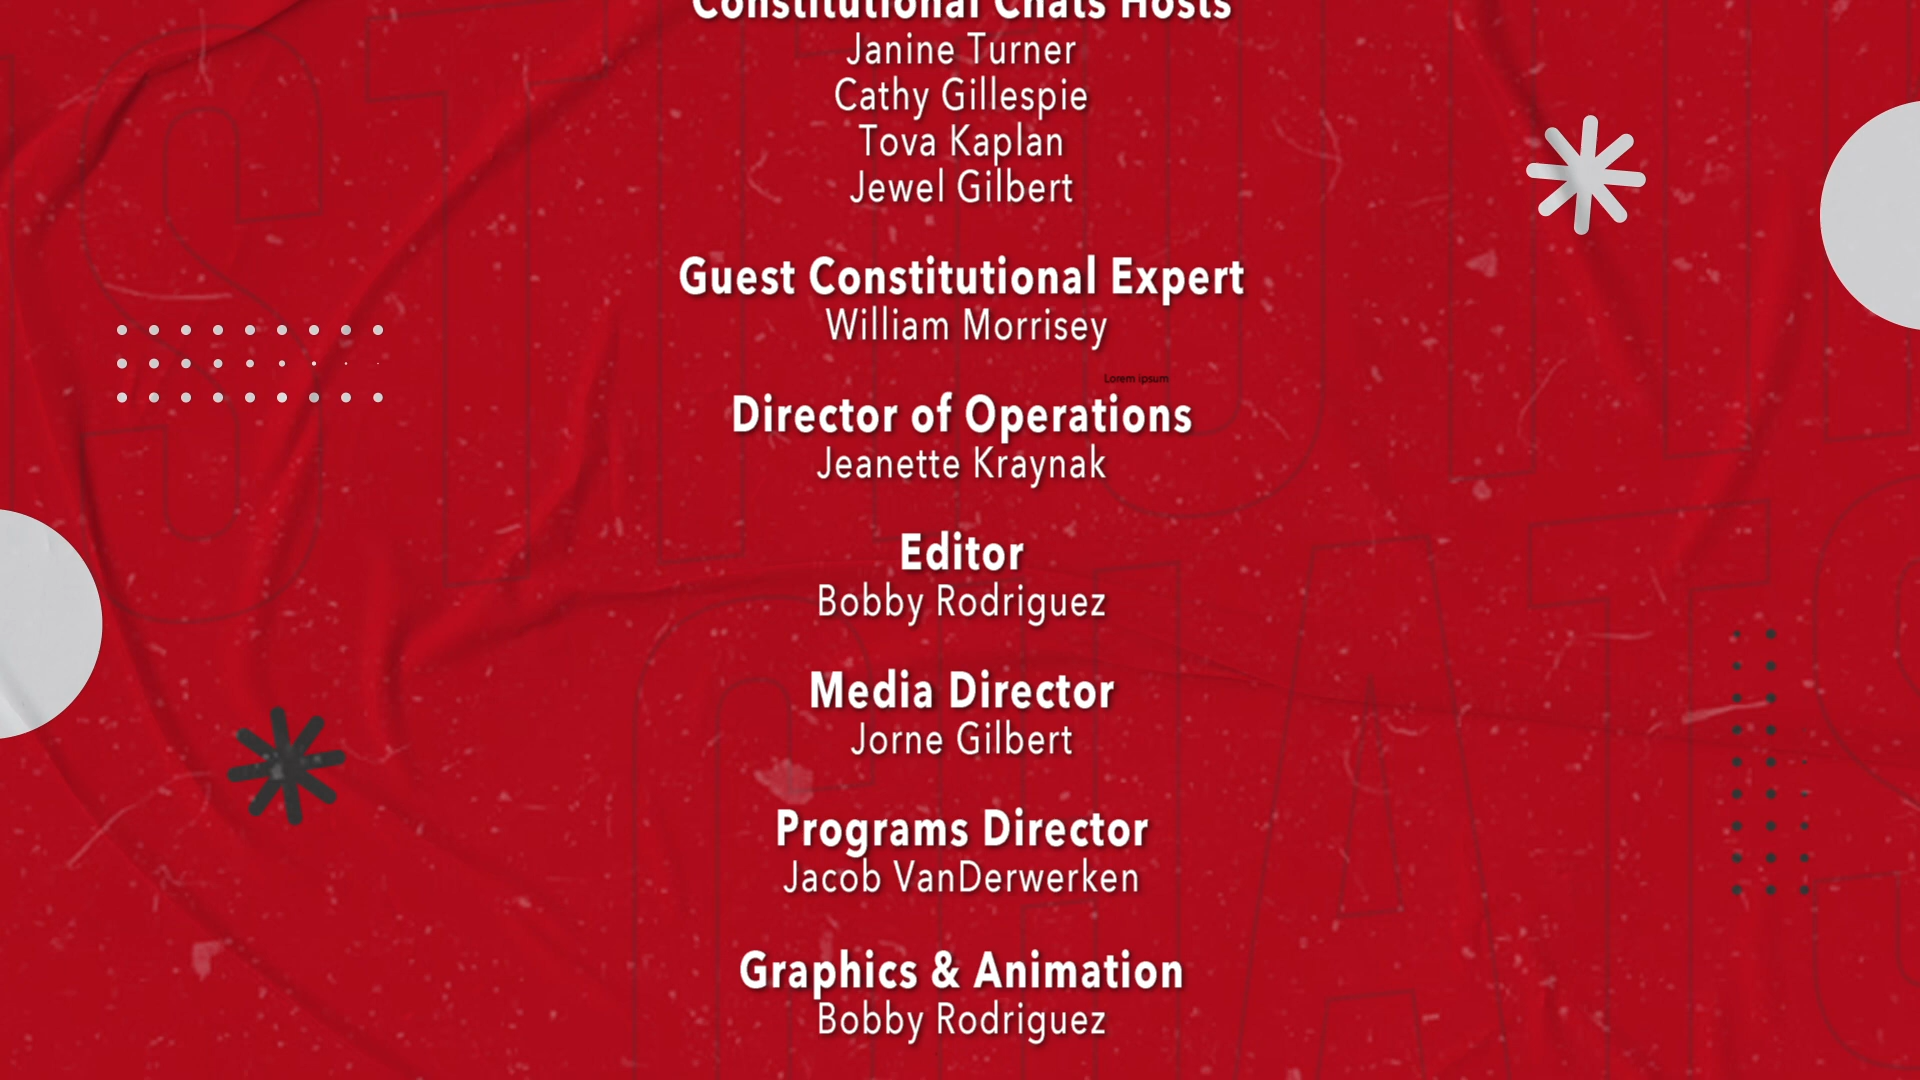 Constitutional Chats Hosts
Janine Turner
Cathy Gillespie
Tova Kaplan
Jewel Gilbert
Guest Constitutional Expert
William Morrisey
Lorem ipsum
Director of Operations
Jeanette Kraynak
Editor
Bobby Rodriguez
Media Director
Jorne Gilbert
Programs Director
Jacob VanDerwerken
Graphics & Animation
Bobby Rodriguez
CHATS